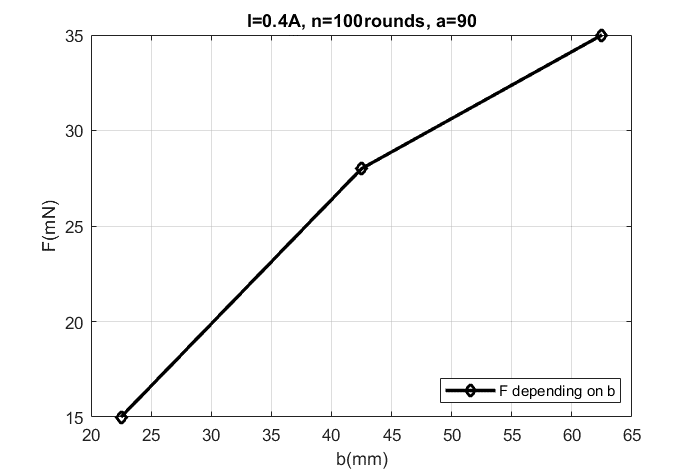 I=0.4A, n=100rounds, a=90
F(mN)
35
30
25
20
15
F depending on b
20 25 30 35 40 45 50 55 60 65
b(mm)